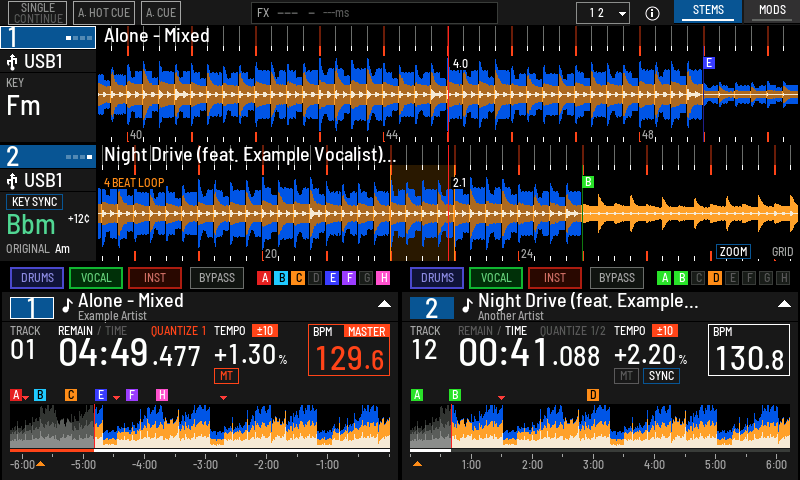 SINGLE
CONTINUE
A. HOT CUE
A. CUE
FX --- - ---ms
1 2
STEMS
MODS
1
Alone - Mixed
USB1
KEY
Fm
4.0
E
40
44
48
2
Night Drive (feat. Example Vocalist)...
USB1
KEY SYNC
Bbm +12¢
ORIGINAL Am
4 BEAT LOOP
2.1
B
20
24
ZOOM
GRID
DRUMS VOCAL INST BYPASS A B C D E F G H
DRUMS VOCAL INST BYPASS A B C D E F G H
1
Alone - Mixed
Example Artist
TRACK
01
REMAIN / TIME QUANTIZE 1
04:49.477
TEMPO ±10
+1.30%
MT
BPM MASTER
129.6
A B C E F H
-6:00 -5:00 -4:00 -3:00 -2:00 -1:00
2
Night Drive (feat. Example...
Another Artist
TRACK
12
REMAIN / TIME QUANTIZE 1/2
00:41.088
TEMPO ±10
+2.20%
MT SYNC
BPM
130.8
A B D
1:00 2:00 3:00 4:00 5:00 6:00